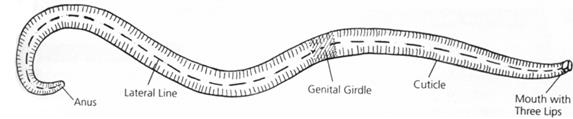 Anus
Lateral Line
Genital Girdle
Cuticle
Mouth with
Three Lips